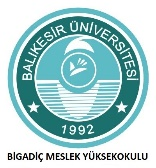 BALIKESİR ÜNİVERSİTESİ
1992
BİGADİÇ MESLEK YÜKSEKOKULU